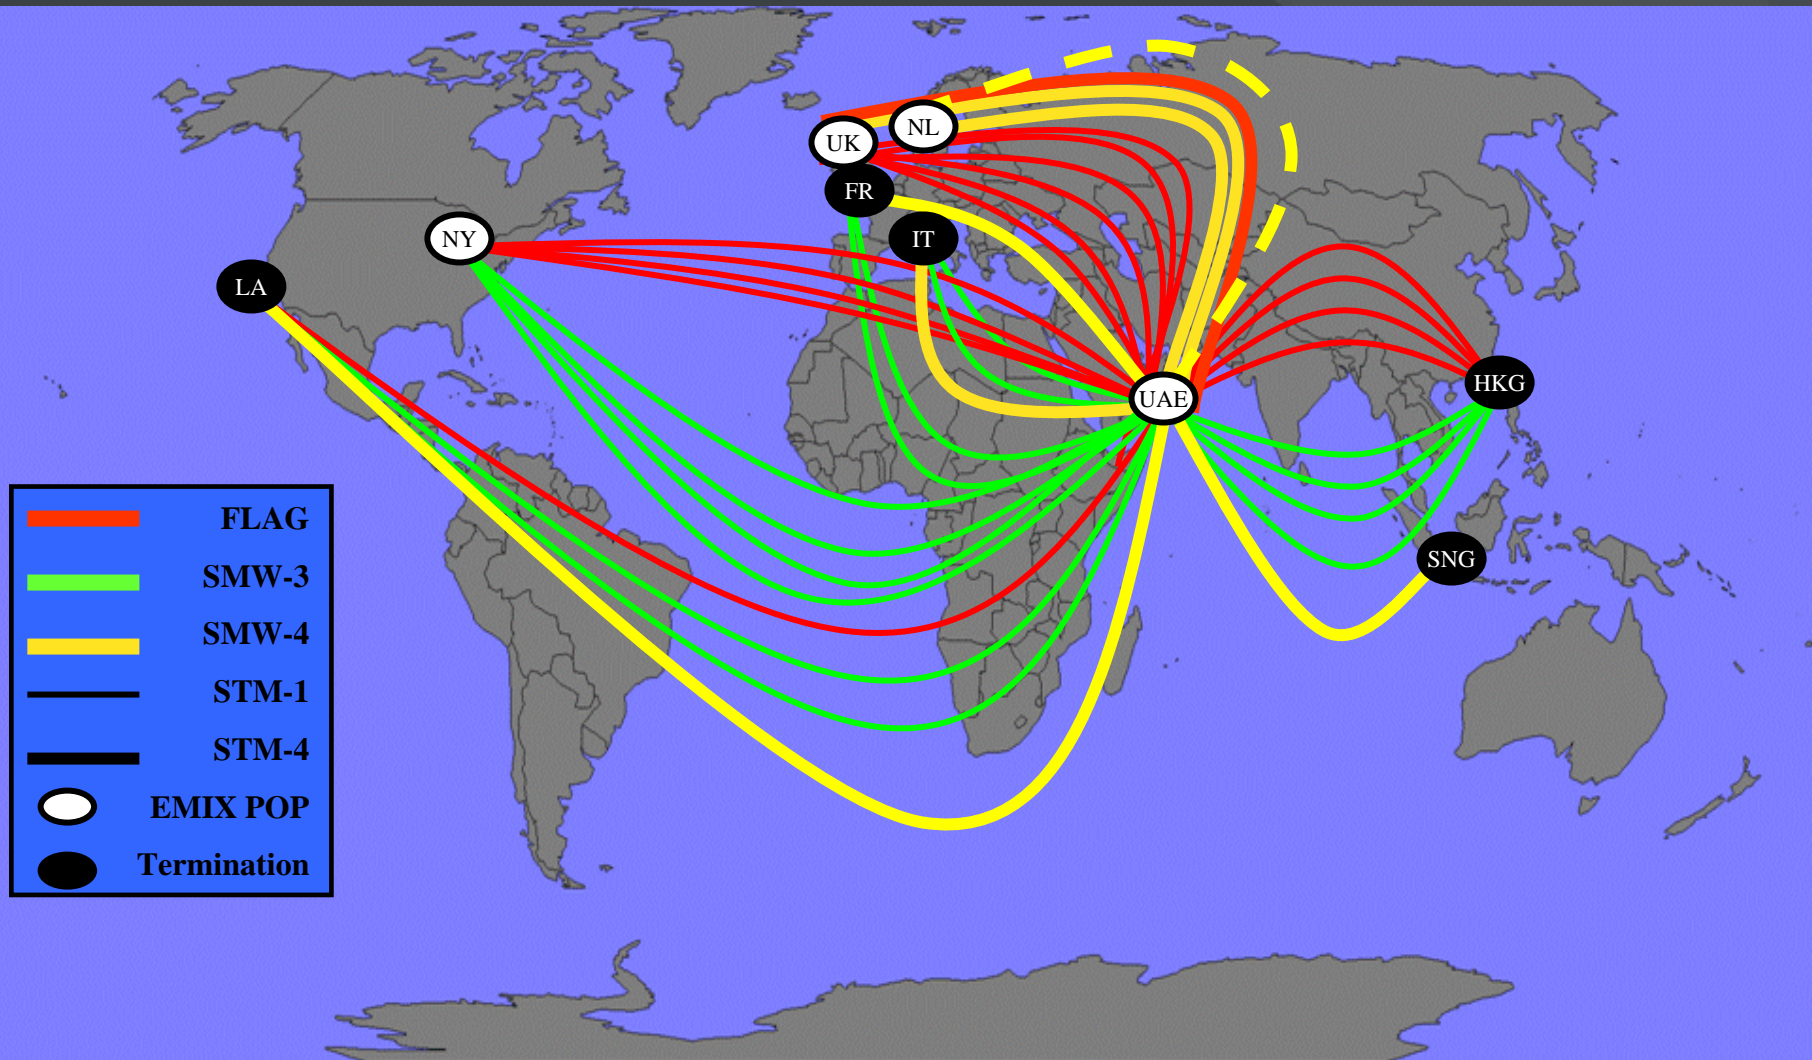 NL
UK
FR
NY
IT
LA
HKG
UAE
SNG
FLAG
SMW-3
SMW-4
STM-1
STM-4
EMIX POP
Termination